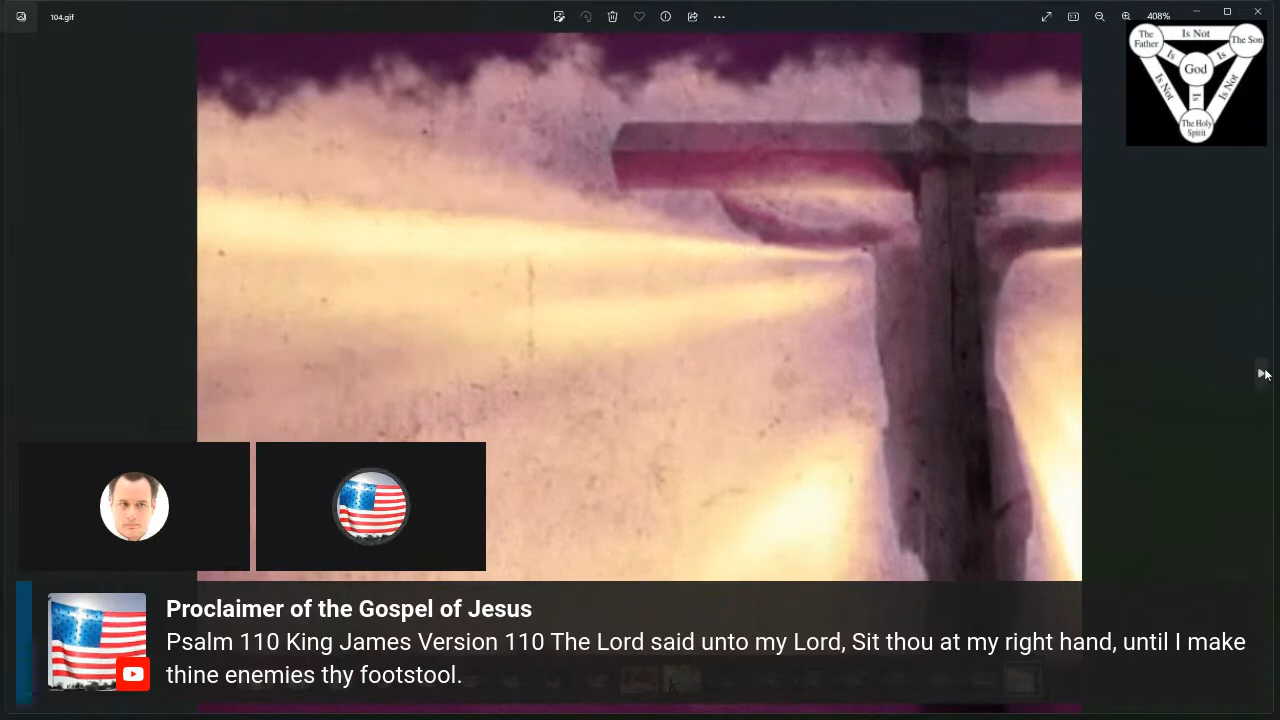 104.gif
408%
The Father
Is Not
The Son
Is
Is
God
Is Not
Is
Is Not
The Holy Spirit
Proclaimer of the Gospel of Jesus
Psalm 110 King James Version 110 The Lord said unto my Lord, Sit thou at my right hand, until I make
thine enemies thy footstool.